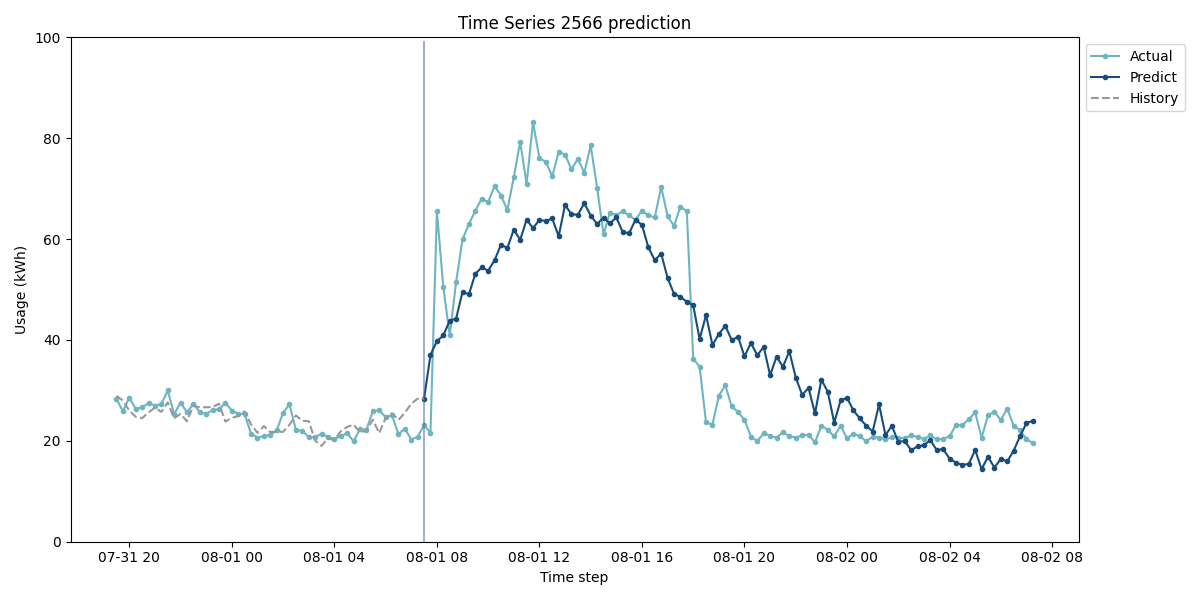 Time Series 2566 prediction
100
80
60
40
20
0
Usage (kWh)
07-31 20
08-01 00
08-01 04
08-01 08
08-01 12
08-01 16
08-01 20
08-02 00
08-02 04
08-02 08
Time step
Actual
Predict
History